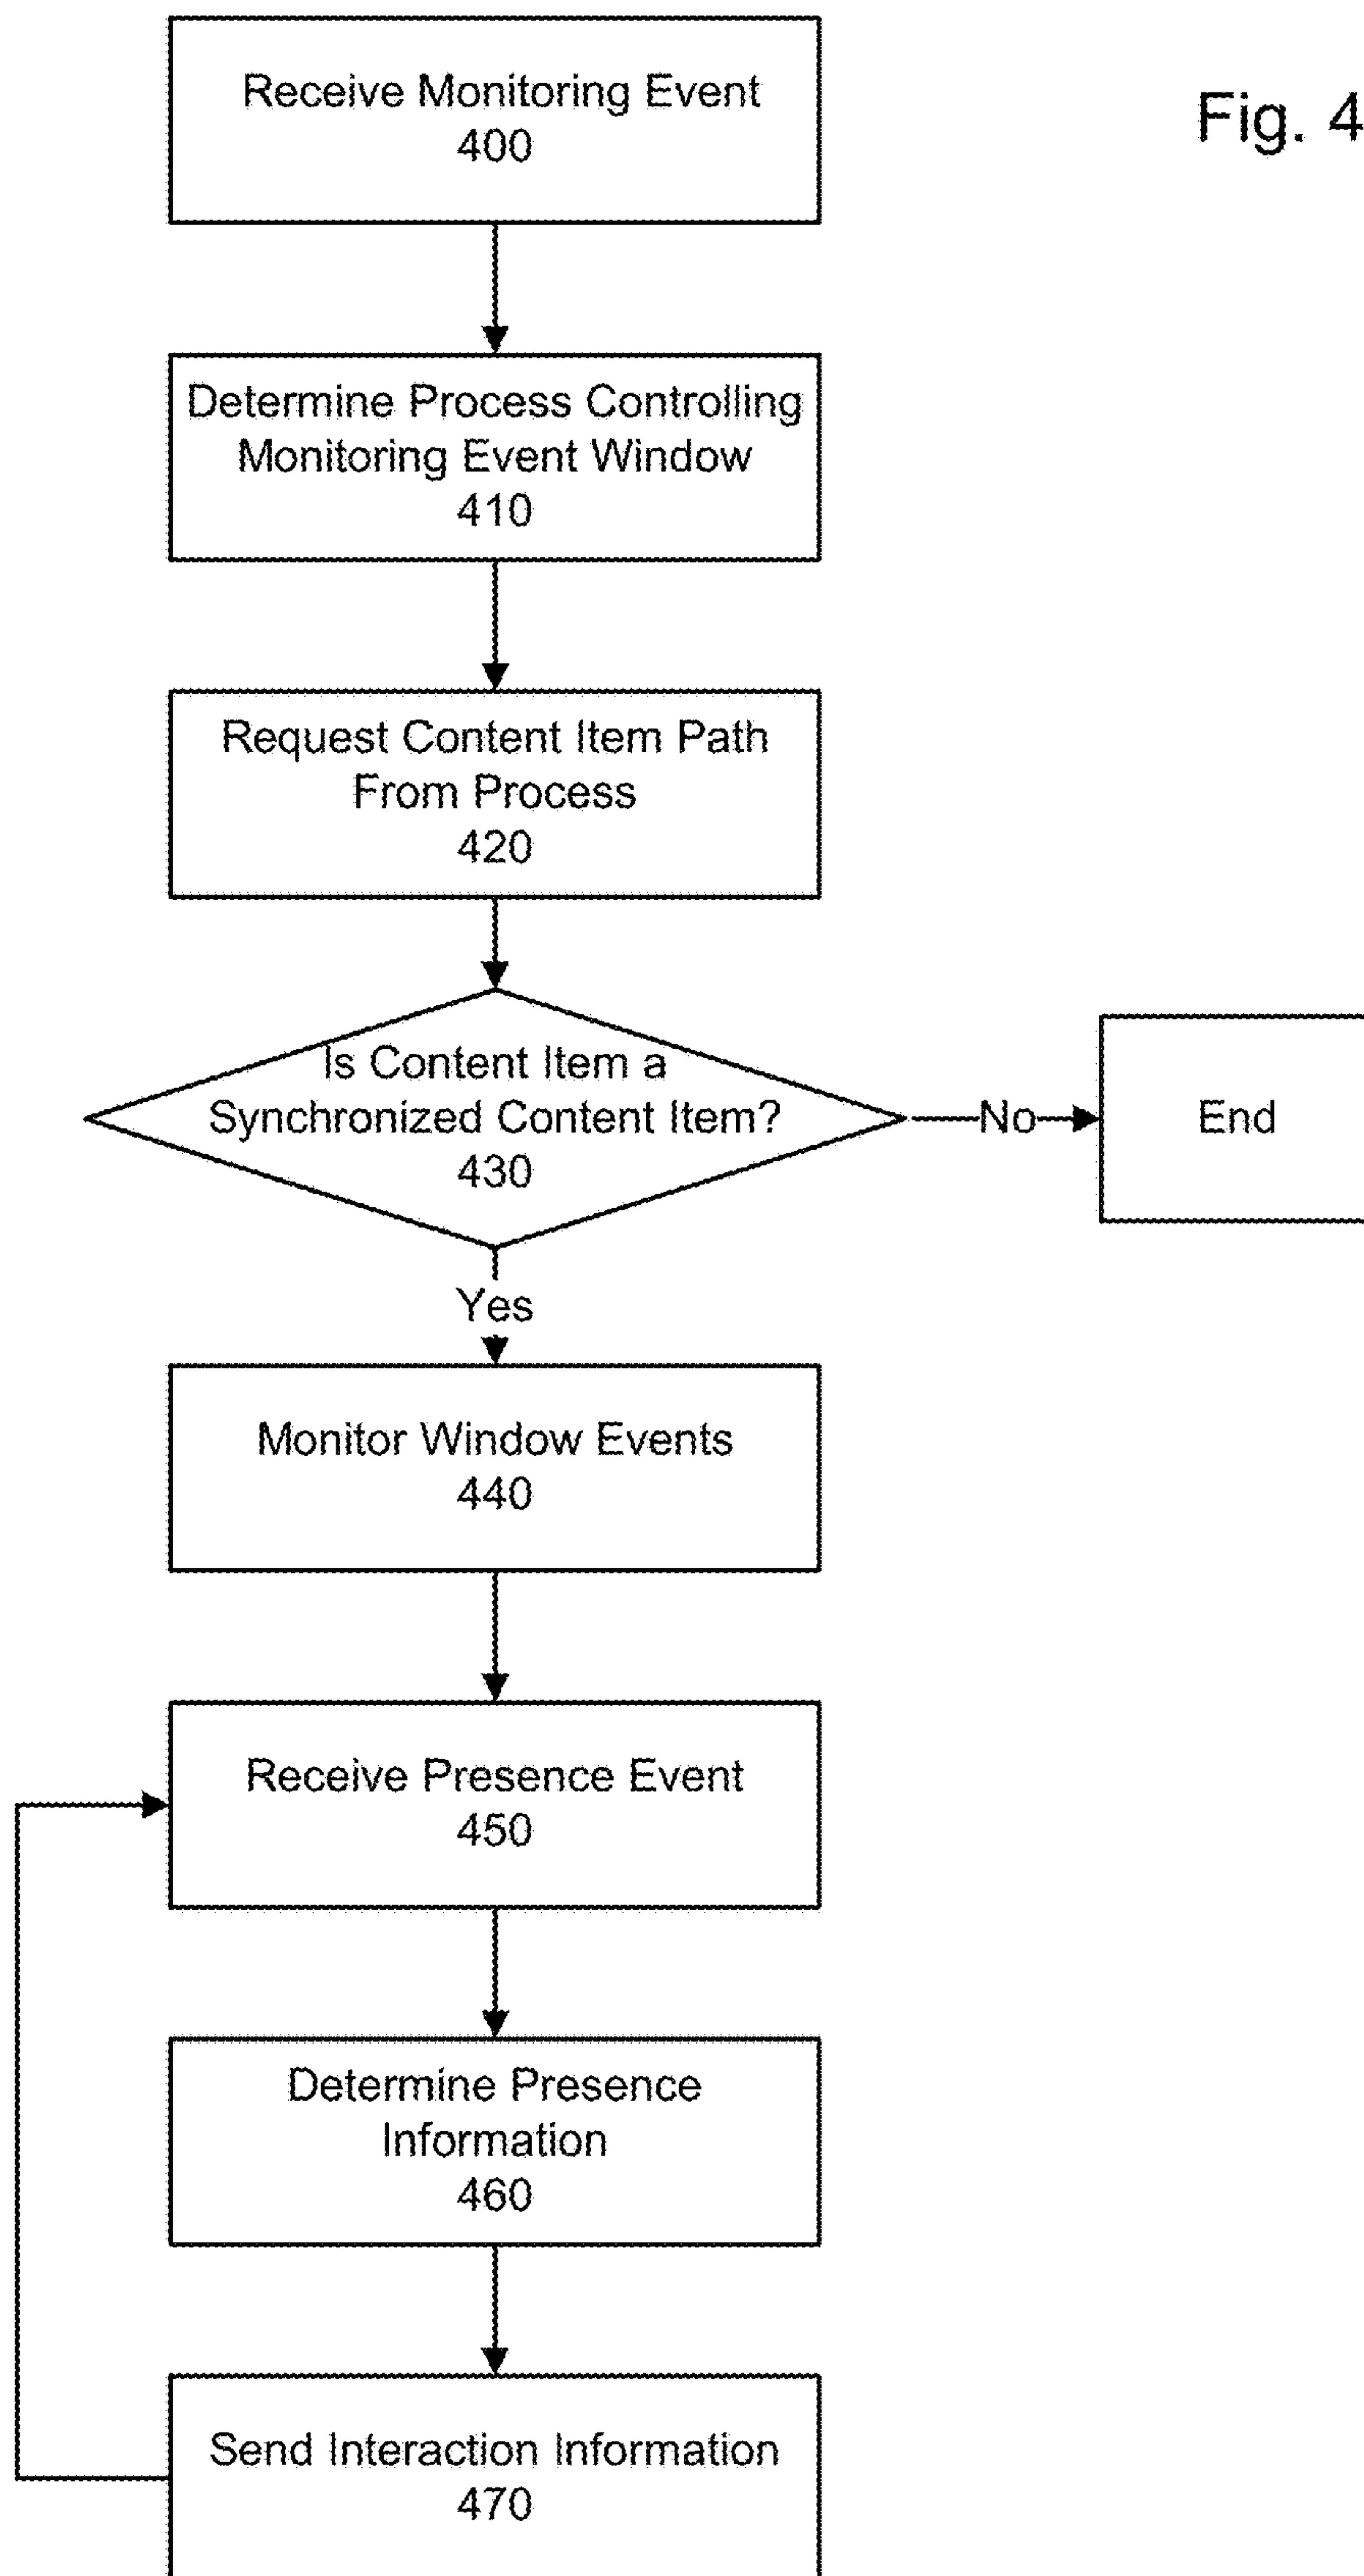 Receive Monitoring Event
400
Fig. 4
Determine Process Controlling
Monitoring Event Window
410
Request Content Item Path
From Process
420
Is Content Item a
Synchronized Content Item?
430
No
End
Yes
Monitor Window Events
440
Receive Presence Event
450
Determine Presence
Information
460
Send Interaction Information
470